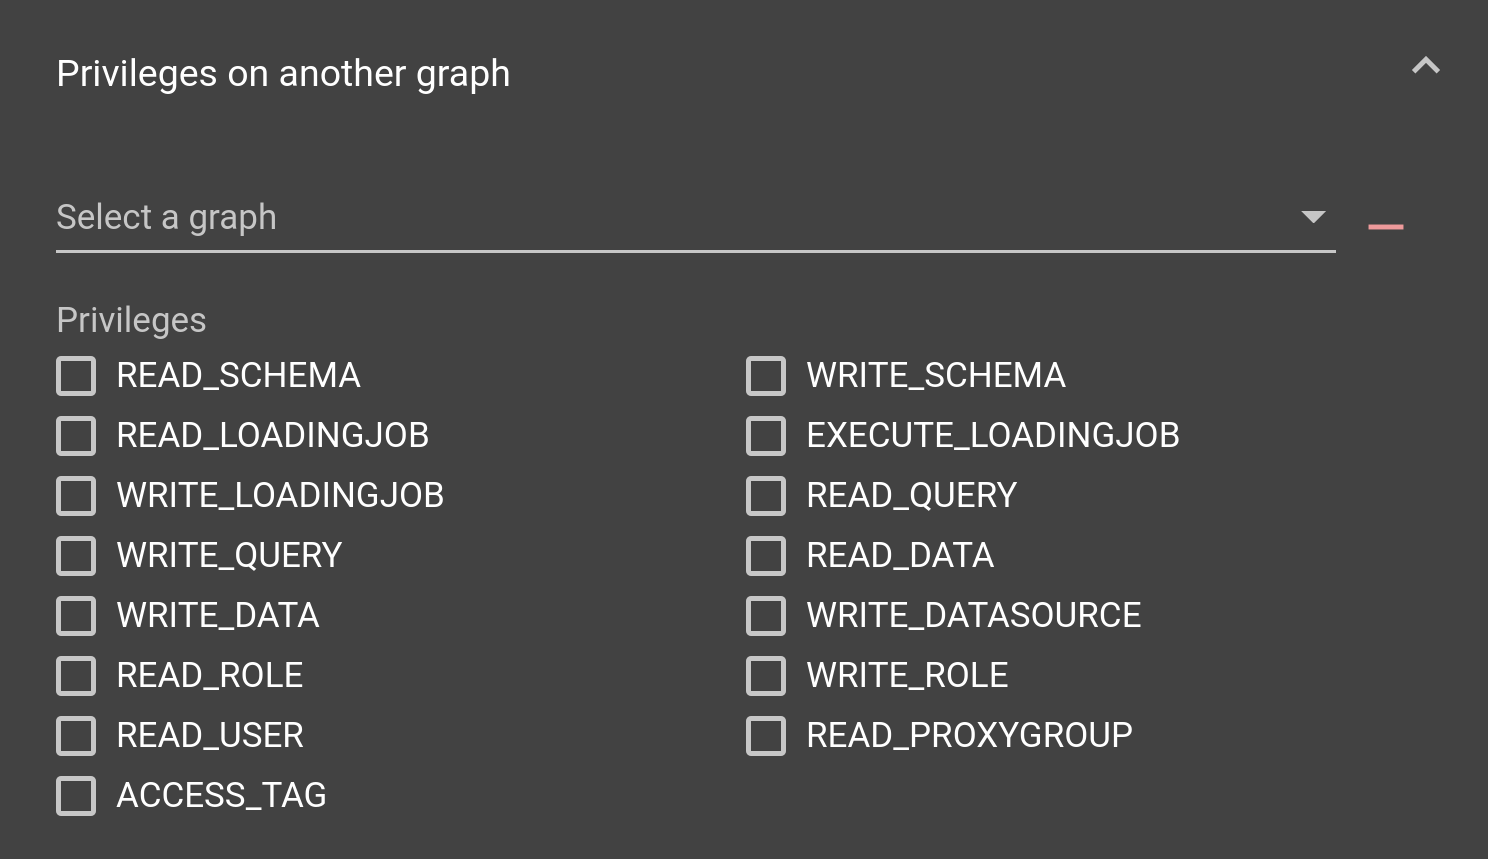 Privileges on another graph
Select a graph
Privileges
READ_SCHEMA
WRITE_SCHEMA
READ_LOADINGJOB
EXECUTE_LOADINGJOB
WRITE_LOADINGJOB
READ_QUERY
WRITE_QUERY
READ_DATA
WRITE_DATA
WRITE_DATASOURCE
READ_ROLE
WRITE_ROLE
READ_USER
READ_PROXYGROUP
ACCESS_TAG